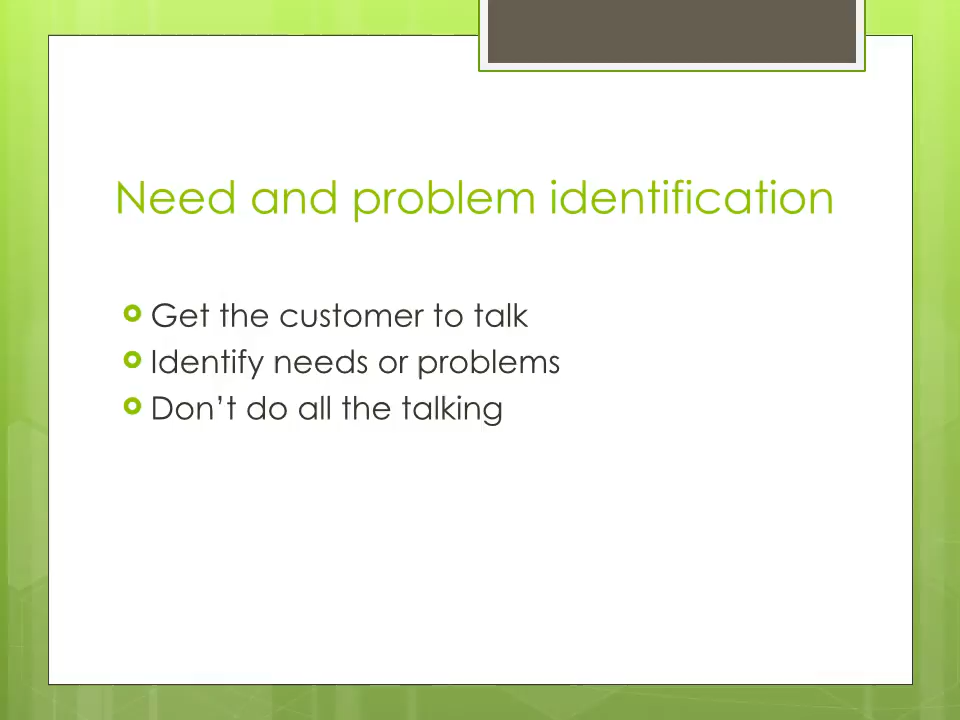 Need and problem identification
Get the customer to talk
Identify needs or problems
Don’t do all the talking